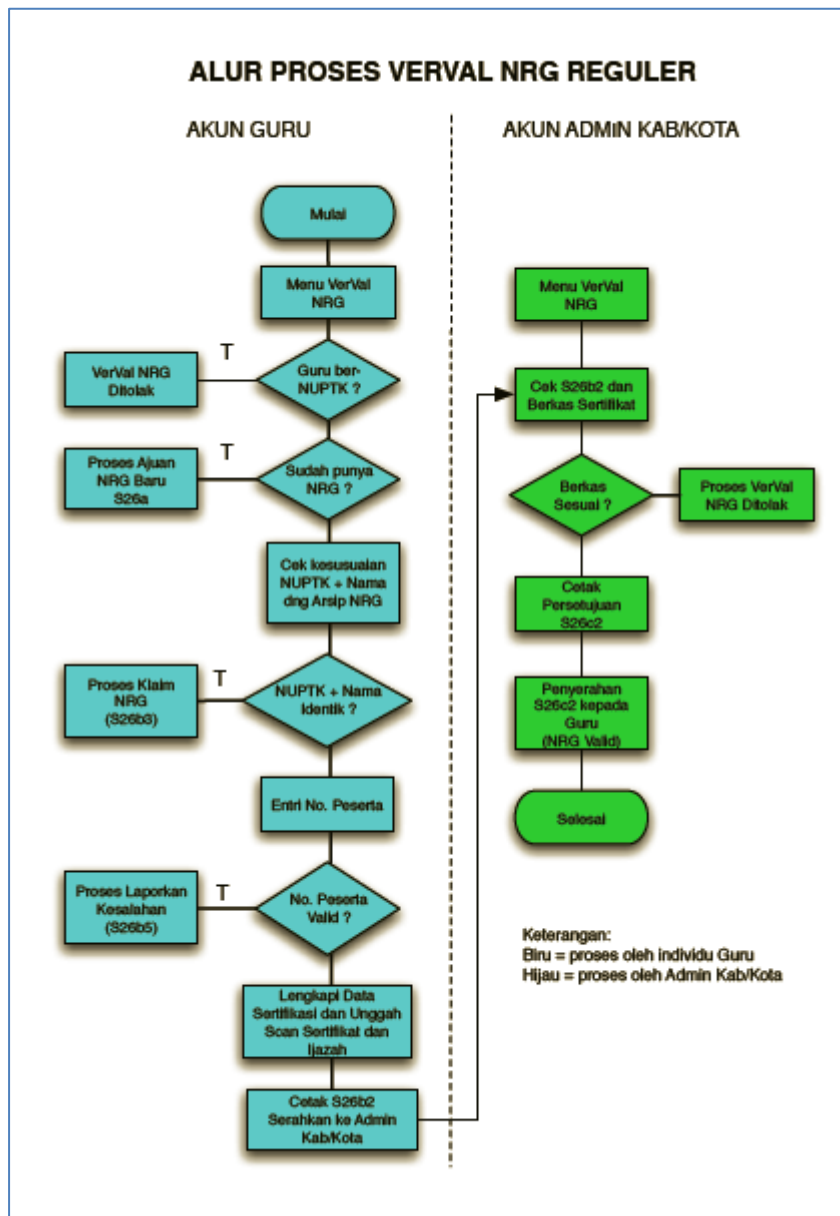 ALUR PROSES VERVAL NRG REGULER
AKUN GURU
AKUN ADMIN KAB/KOTA
Mulai
Menu VerVal
NRG
Guru ber-
NUPTK ?
T
VerVal NRG
Ditolak
Sudah punya
NRG ?
T
Proses Ajuan
NRG Baru
S26a
Cek kesusuaian
NUPTK + Nama
dng Arsip NRG
NUPTK + Nama
Identik ?
T
Proses Klaim
NRG
(S26b3)
Entri No. Peserta
No. Peserta
Valid ?
T
Proses Laporkan
Kesalahan
(S26b5)
Lengkapi Data
Sertifikasi dan Unggah
Scan Sertifikat dan
Ijazah
Cetak S26b2
Serahkan ke Admin
Kab/Kota
Menu VerVal
NRG
Cek S26b2 dan
Berkas Sertifikat
Berkas
Sesuai ?
Proses VerVal
NRG Ditolak
Cetak
Persetujuan
S26c2
Penyerahan
S26c2 kepada
Guru
(NRG Valid)
Selesai
Keterangan:
Biru = proses oleh individu Guru
Hijau = proses oleh Admin Kab/Kota